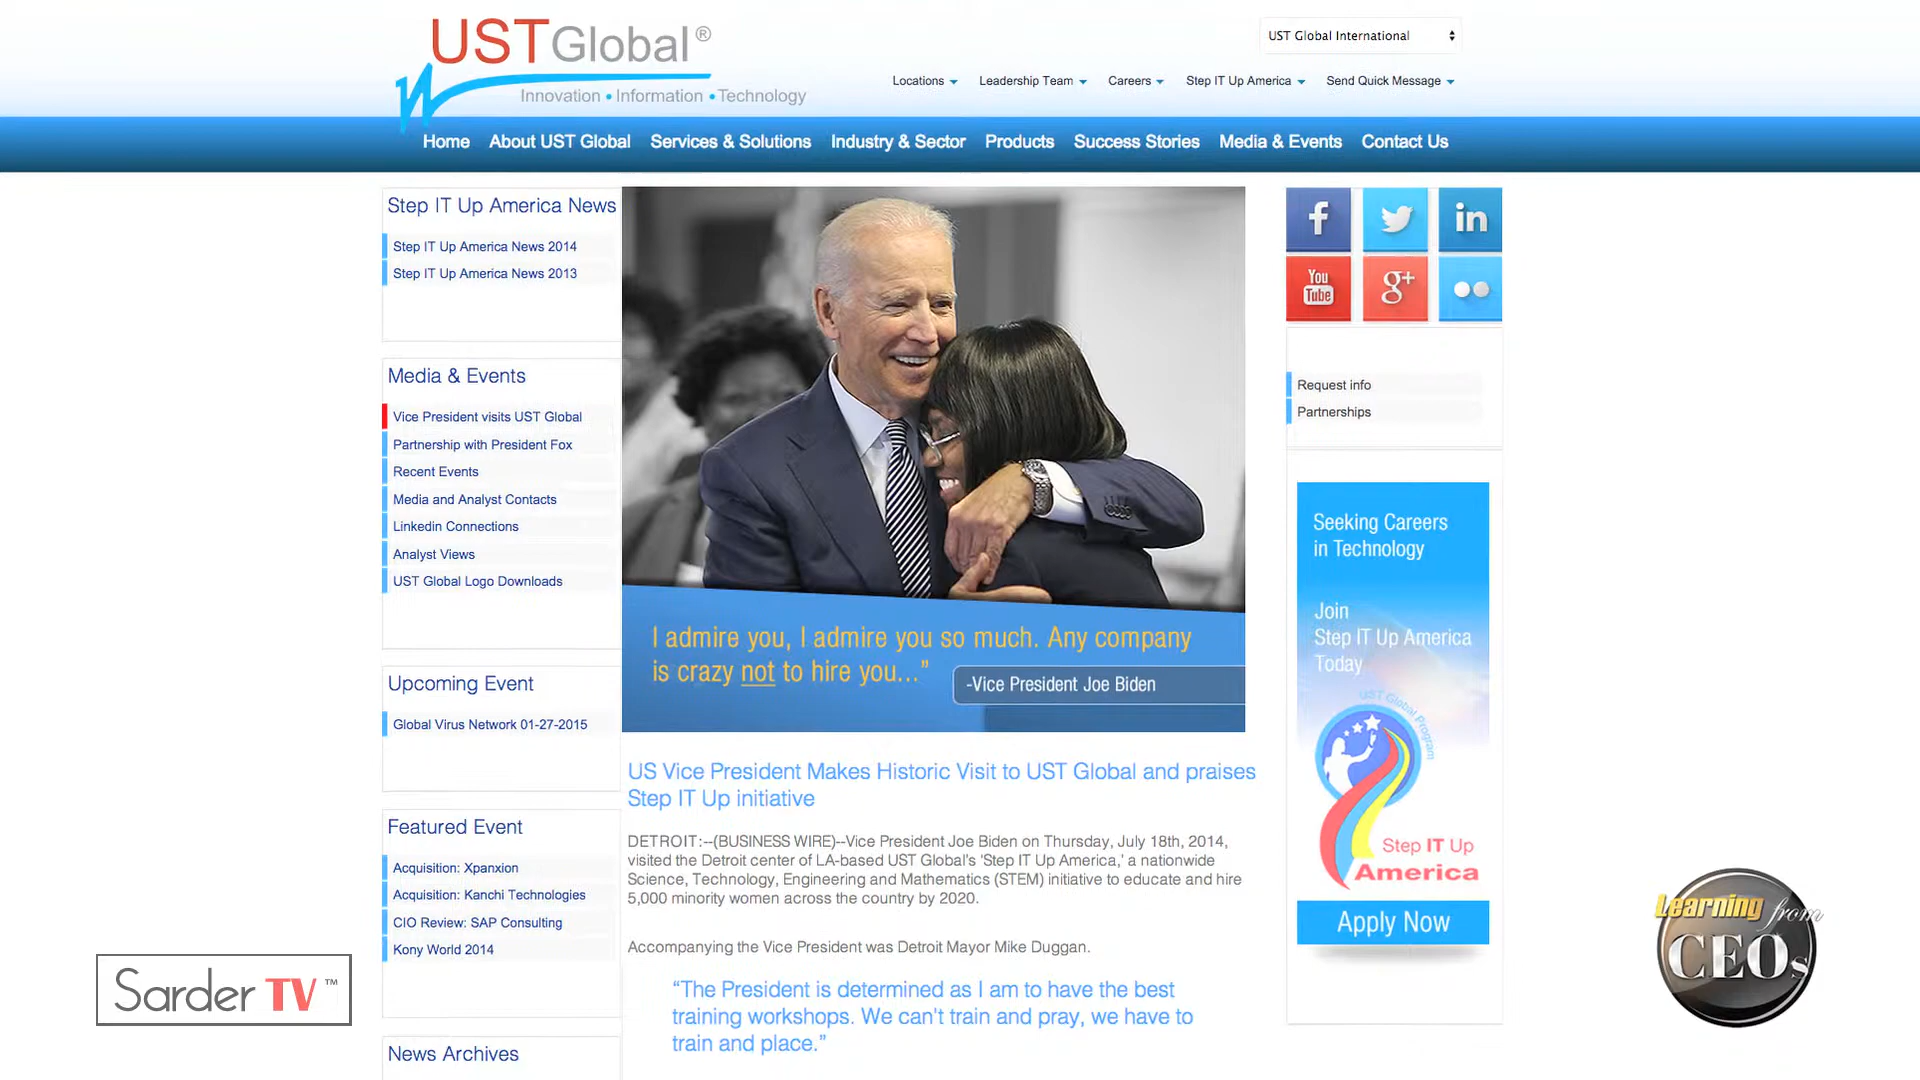 USTGlobal®
Innovation • Information • Technology
UST Global International
Locations
Leadership Team
Careers
Step IT Up America
Send Quick Message
Home
About UST Global
Services & Solutions
Industry & Sector
Products
Success Stories
Media & Events
Contact Us
Step IT Up America News
Step IT Up America News 2014
Step IT Up America News 2013
Media & Events
Vice President visits UST Global
Partnership with President Fox
Recent Events
Media and Analyst Contacts
Linkedin Connections
Analyst Views
UST Global Logo Downloads
Upcoming Event
Global Virus Network 01-27-2015
Featured Event
Acquisition: Xpanxion
Acquisition: Kanchi Technologies
CIO Review: SAP Consulting
Kony World 2014
News Archives
I admire you, I admire you so much. Any company
is crazy not to hire you..."
-Vice President Joe Biden
US Vice President Makes Historic Visit to UST Global and praises
Step IT Up initiative
DETROIT:--(BUSINESS WIRE)--Vice President Joe Biden on Thursday, July 18th, 2014,
visited the Detroit center of LA-based UST Global's 'Step IT Up America,' a nationwide
Science, Technology, Engineering and Mathematics (STEM) initiative to educate and hire
5,000 minority women across the country by 2020.
Accompanying the Vice President was Detroit Mayor Mike Duggan.
“The President is determined as I am to have the best
training workshops. We can't train and pray, we have to
train and place.”
f
in
You
Tube
g+
Request info
Partnerships
Seeking Careers
in Technology
Join
Step IT Up America
Today
UST Global Program
Step IT Up
America
Apply Now
Sarder TV™
Learning from
CEOs